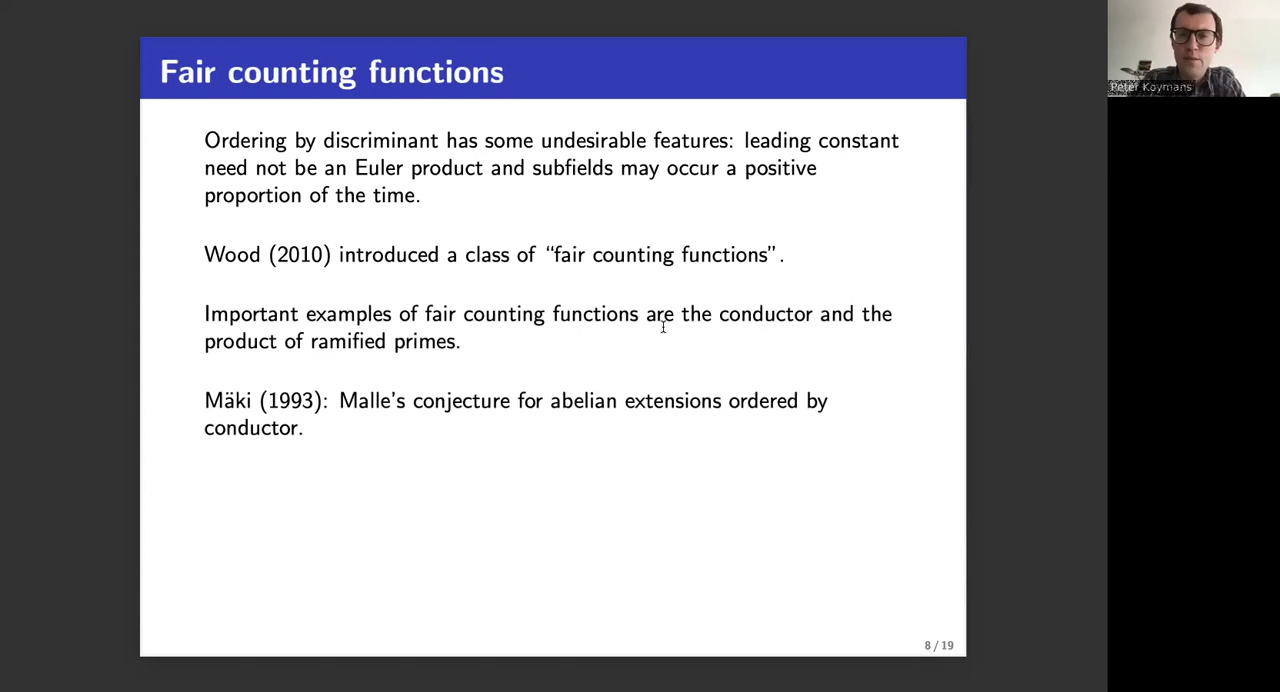 Fair counting functions
Ordering by discriminant has some undesirable features: leading constant
need not be an Euler product and subfields may occur a positive
proportion of the time.
Wood (2010) introduced a class of “fair counting functions”.
Important examples of fair counting functions are the conductor and the
product of ramified primes.
Mäki (1993): Malle's conjecture for abelian extensions ordered by
conductor.
8 / 19
Peter Koymans